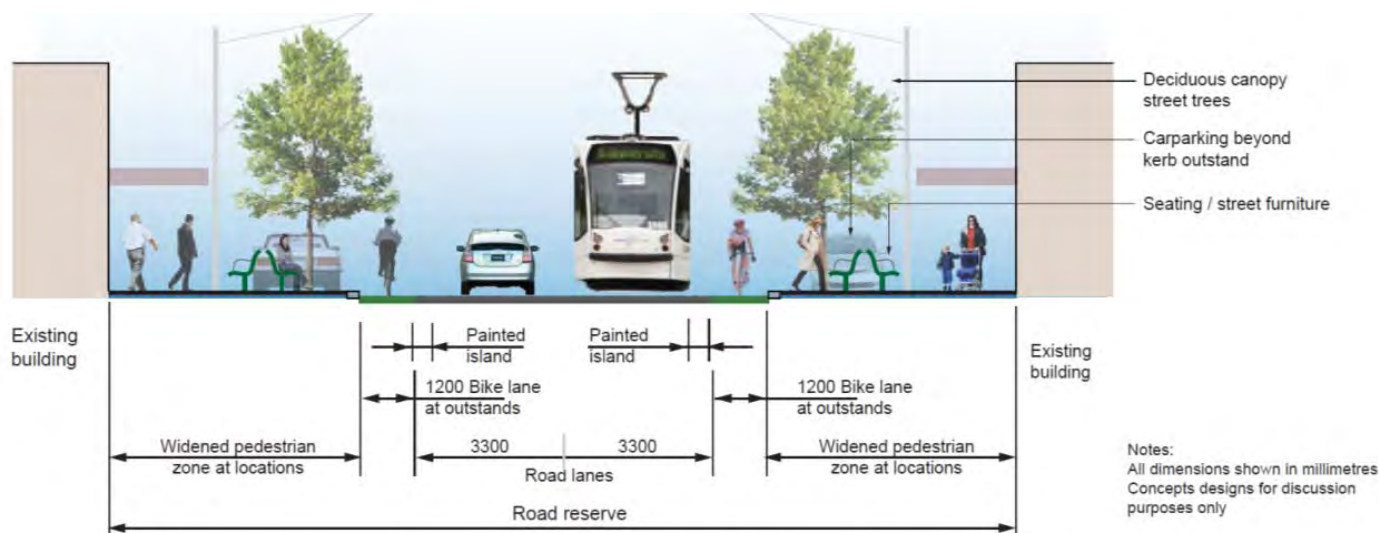 Deciduous canopy
street trees
Carparking beyond
kerb outstand
Seating / street furniture
Existing
building
Painted
island
Painted
island
Existing
building
1200 Bike lane
at outstands
1200 Bike lane
at outstands
Widened pedestrian
zone at locations
3300
3300
Road lanes
Widened pedestrian
zone at locations
Road reserve
Notes:
All dimensions shown in millimetres
Concepts designs for discussion
purposes only